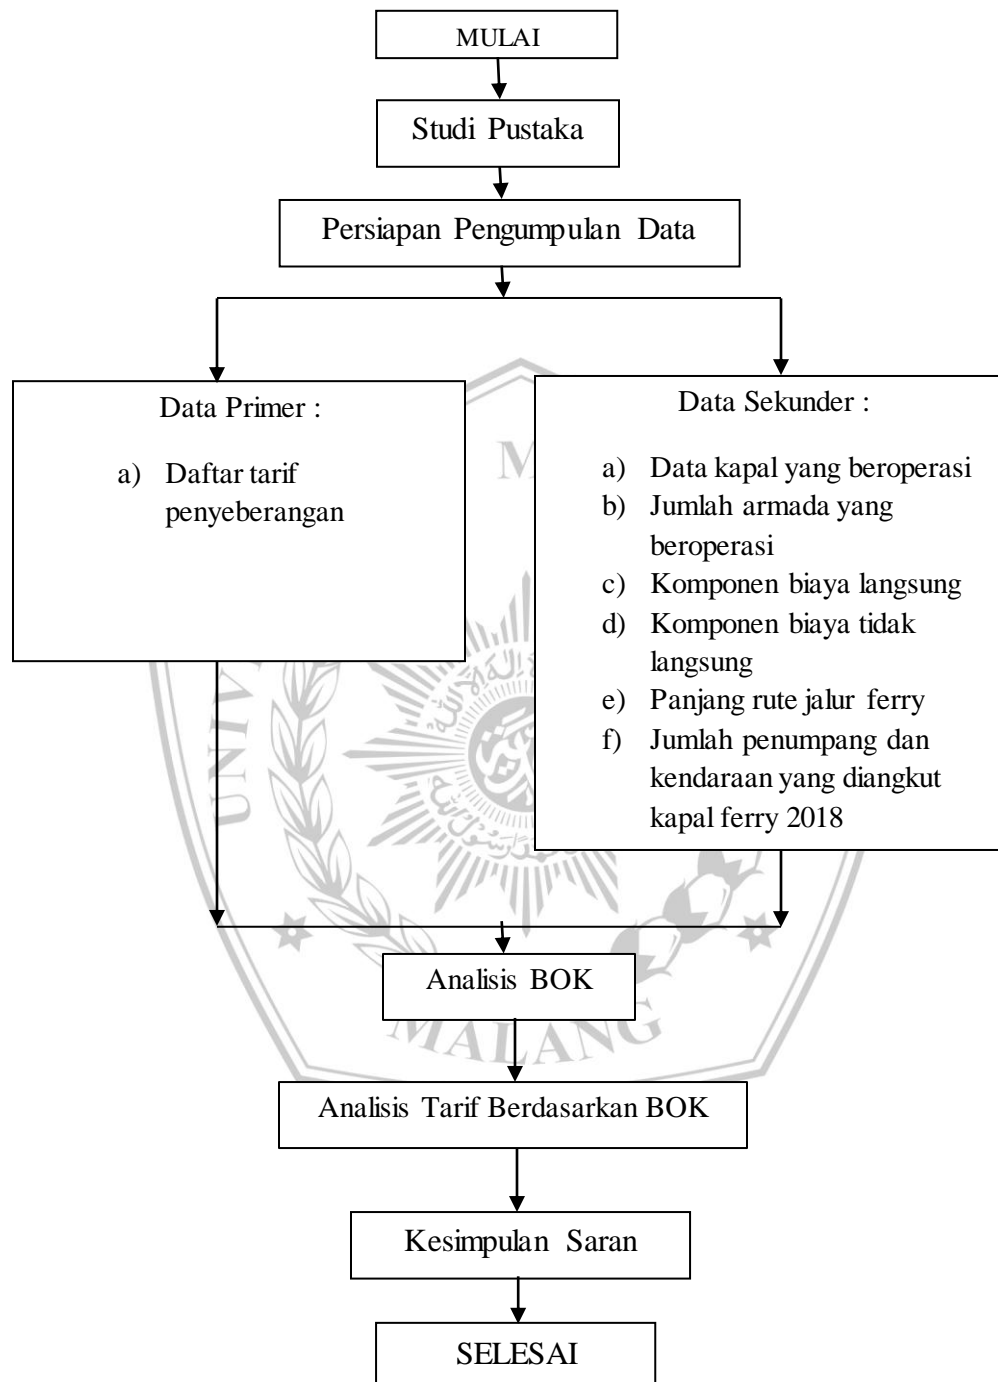 MULAI
Studi Pustaka
Persiapan Pengumpulan Data
Data Primer :
a) Daftar tarif
penyeberangan
Data Sekunder :
a) Data kapal yang beroperasi
b) Jumlah armada yang
beroperasi
c) Komponen biaya langsung
d) Komponen biaya tidak
langsung
e) Panjang rute jalur ferry
f) Jumlah penumpang dan
kendaraan yang diangkut
kapal ferry 2018
Analisis BOK
MALANG
Analisis Tarif Berdasarkan BOK
Kesimpulan Saran
SELESAI